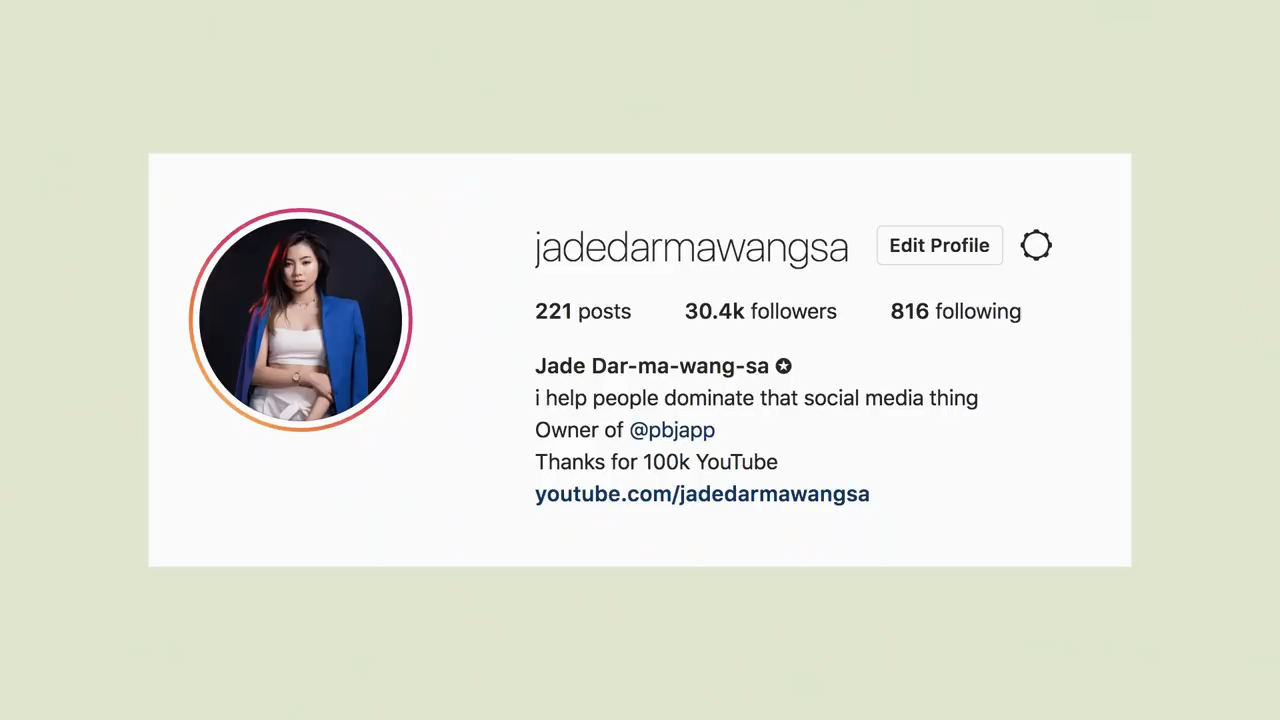 jadedarmawangsa Edit Profile
221 posts 30.4k followers 816 following
Jade Dar-ma-wang-sa ✪
i help people dominate that social media thing
Owner of @pbjapp
Thanks for 100k YouTube
youtube.com/jadedarmawangsa